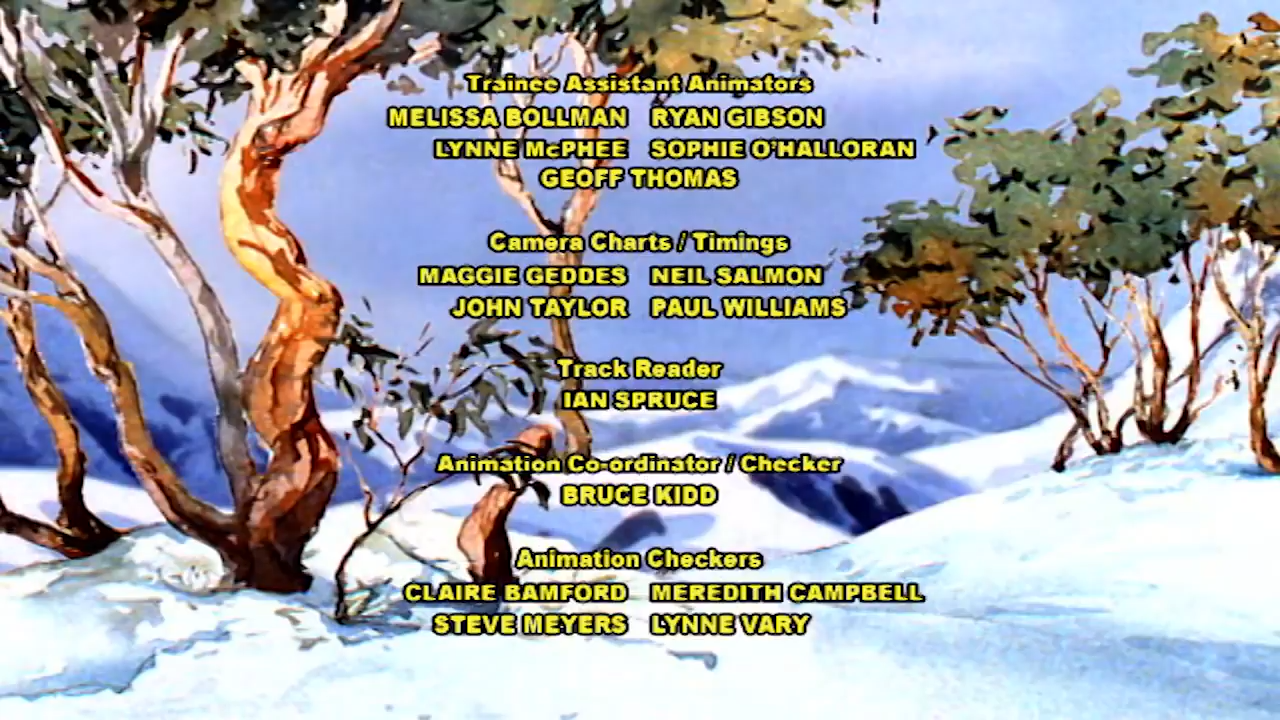 Trainee Assistant Animators
MELISSA BOLLMAN RYAN GIBSON
LYNNE McPHEE SOPHIE O'HALLORAN
GEOFF THOMAS
Camera Charts / Timings
MAGGIE GEDDES NEIL SALMON
JOHN TAYLOR PAUL WILLIAMS
Track Reader
IAN SPRUCE
Animation Co-ordinator / Checker
BRUCE KIDD
Animation Checkers
CLAIRE BAMFORD MEREDITH CAMPBELL
STEVE MEYERS LYNNE VARY